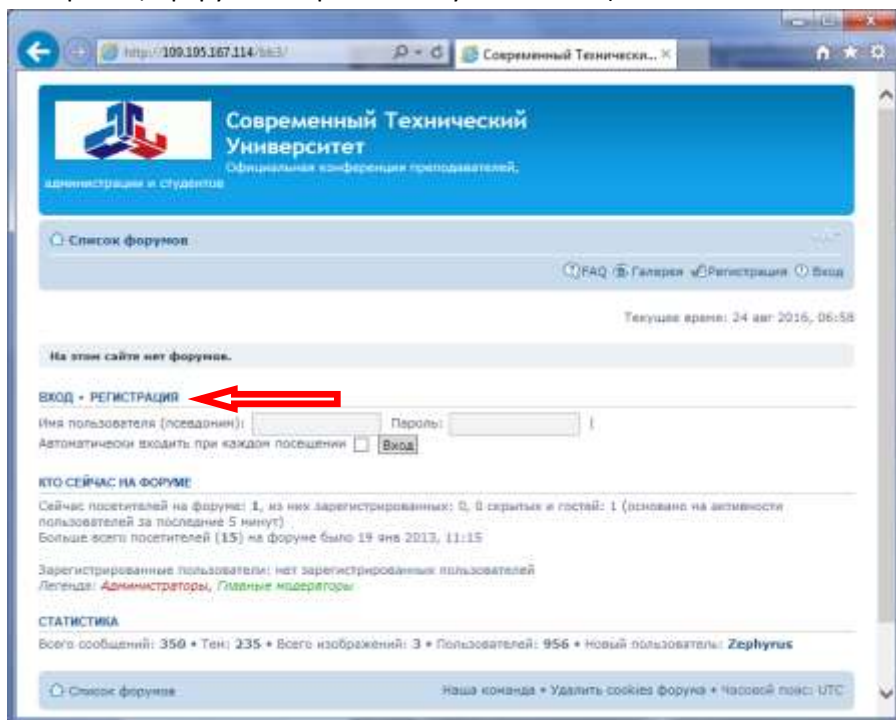 http://109.195.167.114/bb3/
Современный Технически...
Современный Технический
Университет
Официальная конференция преподавателей,
администрации и студентов
Список форумов
FAQ Галерея Регистрация Вход
Текущее время: 24 авг 2016, 06:58
На этом сайте нет форумов.
ВХОД • РЕГИСТРАЦИЯ
Имя пользователя (псевдоним): Пароль: |
Автоматически входить при каждом посещении Вход
КТО СЕЙЧАС НА ФОРУМЕ
Сейчас посетителей на форуме: 1, из них зарегистрированных: 0, 0 скрытых и гостей: 1 (основано на активности
пользователей за последние 5 минут)
Больше всего посетителей (15) на форуме было 19 янв 2013, 11:15
Зарегистрированные пользователи: нет зарегистрированных пользователей
Легенда: Администраторы, Главные модераторы
СТАТИСТИКА
Всего сообщений: 350 • Тем: 235 • Всего изображений: 3 • Пользователей: 956 • Новый пользователь: Zephyrus
Список форумов
Наша команда • Удалить cookies форума • Часовой пояс: UTC